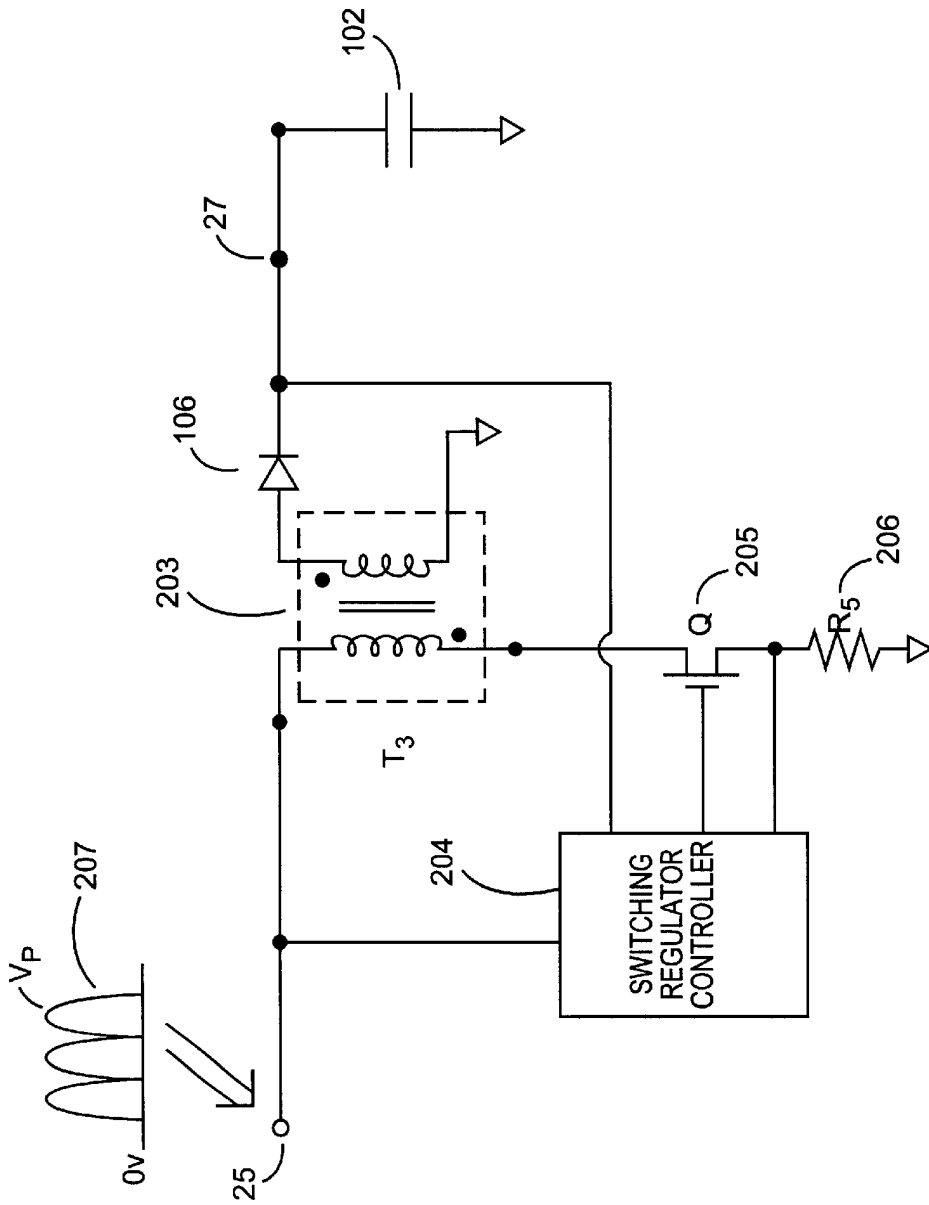 V_P
207
0v
25
204
SWITCHING
REGULATOR
CONTROLLER
T_3
203
106
27
102
Q
205
R_5
206